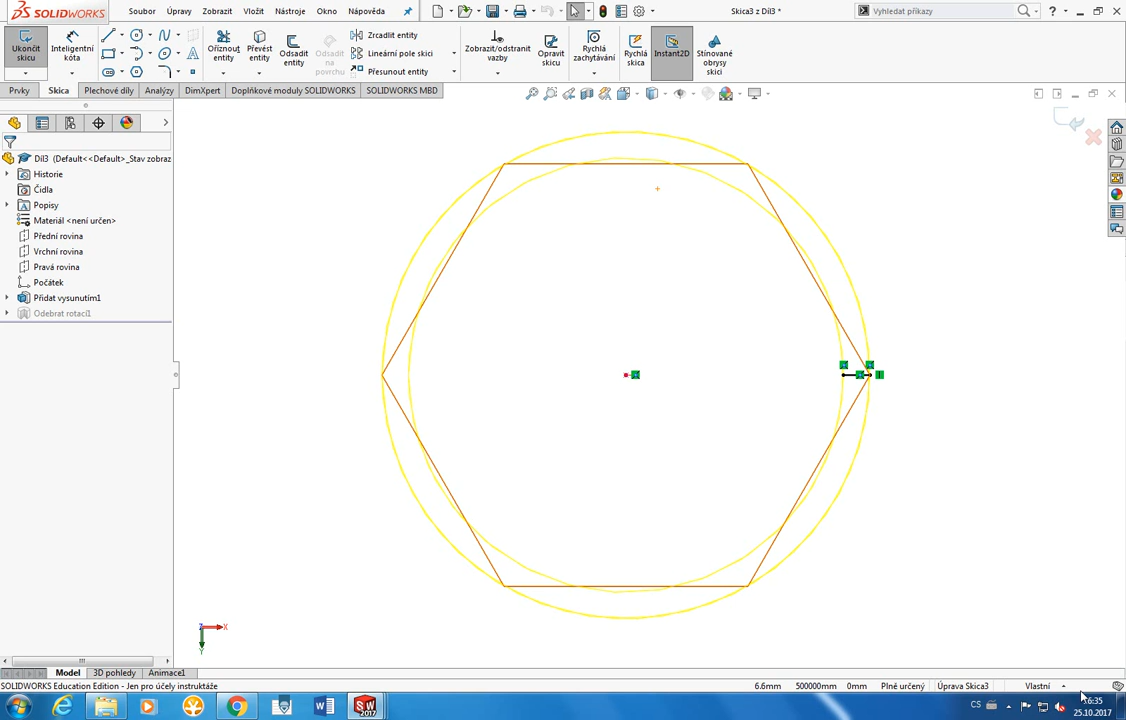 SOLIDWORKS
Soubor
Úpravy
Zobrazit
Vložit
Nástroje
Okno
Nápověda
Skica3 z Díl3 *
Vyhledat příkazy
Ukončit skicu
Inteligentní kóta
Oříznout entity
Převést entity
Odsadit entity
Odsadit na povrchu
Zrcadlit entity
Lineární pole skici
Přesunout entity
Zobrazit/odstranit vazby
Opravit skicu
Rychlá zachytávání
Rychlá skica
Instant2D
Stínované obrysy skici
Prvky
Skica
Plechové díly
Analýzy
DimXpert
Doplňkové moduly SOLIDWORKS
SOLIDWORKS MBD
Díl3 (Default<<Default>_Stav zobraz
Historie
Čidla
Popisy
Materiál <není určen>
Přední rovina
Vrchní rovina
Pravá rovina
Počátek
Přidat vysunutím1
Odebrat rotací1
Z X
Y
Model
3D pohledy
Animace1
SOLIDWORKS Education Edition - Jen pro účely instruktáže
6.6mm
500000mm
0mm
Plně určený
Úprava Skica3
Vlastní
SW
2017
CS
25.10.2017